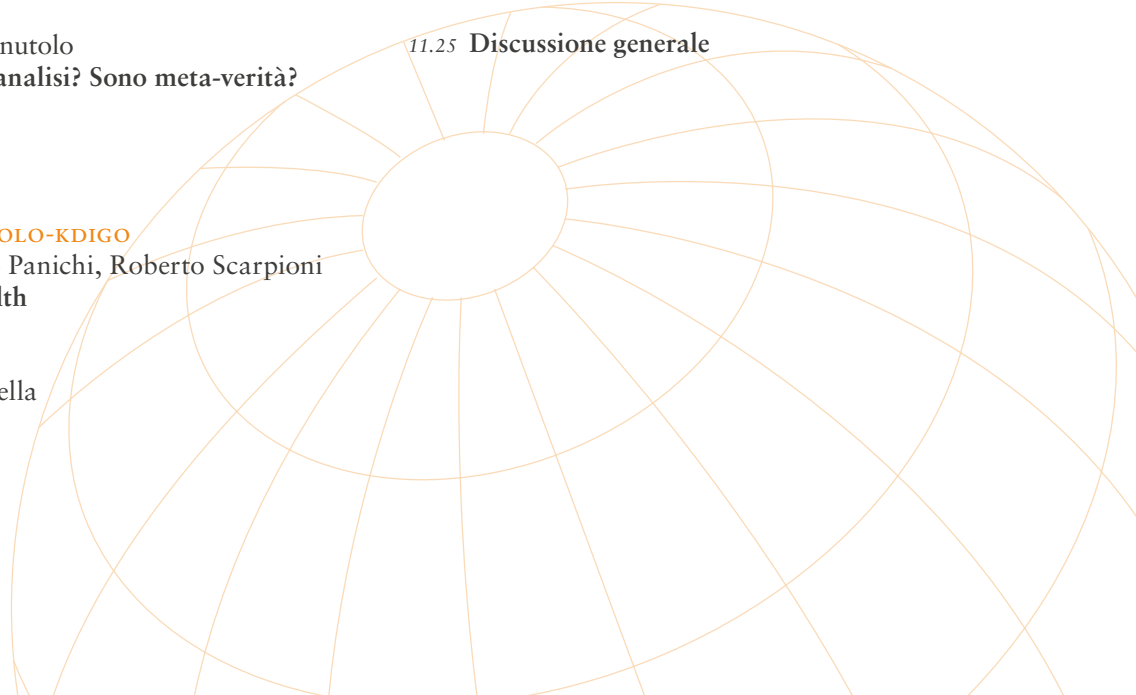 nutolo
analisi? Sono meta-verità?
OLO-KDIGO
Panichi, Roberto Scarpioni
lth
ella
11.25 Discussione generale